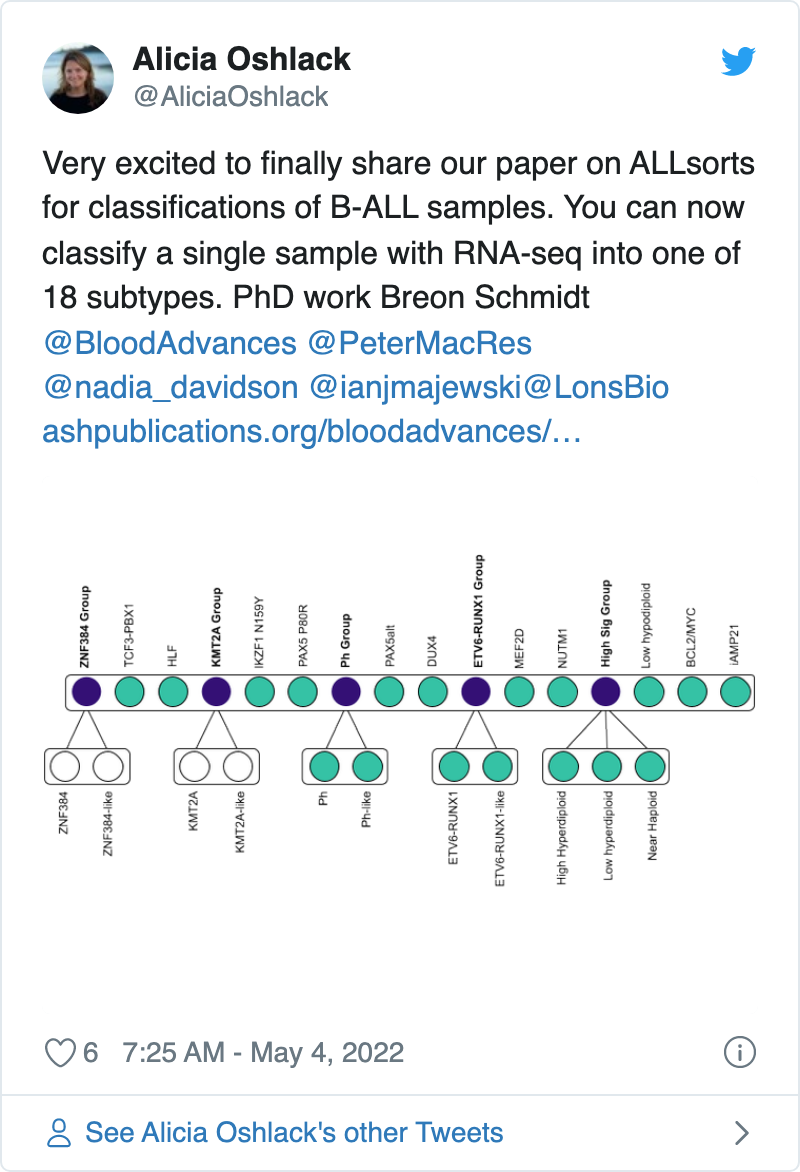 Alicia Oshlack
@AliciaOshlack
Very excited to finally share our paper on ALLsorts
for classifications of B-ALL samples. You can now
classify a single sample with RNA-seq into one of
18 subtypes. PhD work Breon Schmidt
@BloodAdvances @PeterMacRes
@nadia_davidson @ianjmajewski@LonsBio
ashpublications.org/bloodadvances/…
ZNF384 Group
TCF3-PBX1
HLF
KMT2A Group
IKZF1 N159Y
PAX5 P80R
Ph Group
PAX5alt
DUX4
ETV6-RUNX1 Group
MEF2D
NUTM1
High Sig Group
Low hypodiploid
BCL2/MYC
iAMP21
ZNF384
ZNF384-like
KMT2A
KMT2A-like
Ph
Ph-like
ETV6-RUNX1
ETV6-RUNX1-like
High Hyperdiploid
Low hyperdiploid
Near Haploid
6 7:25 AM - May 4, 2022
See Alicia Oshlack's other Tweets